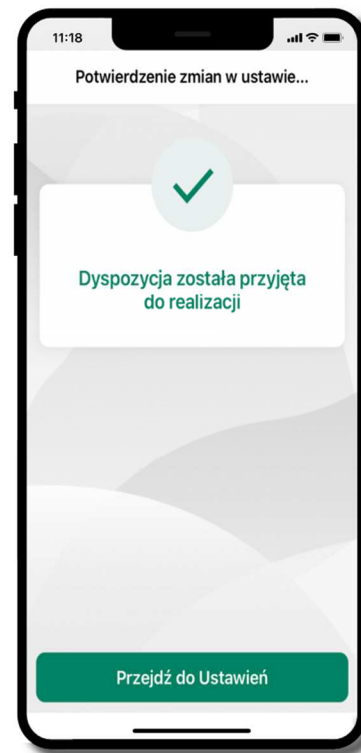 11:18
Potwierdzenie zmian w ustawie...
Dyspozycja została przyjęta
do realizacji
Przejdź do Ustawień